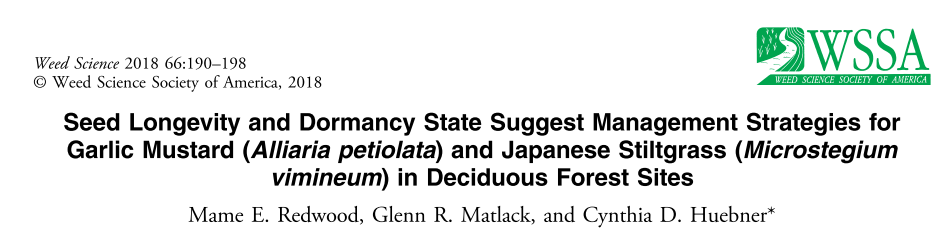 Weed Science 2018 66:190–198
© Weed Science Society of America, 2018
WSSA
WEED SCIENCE SOCIETY OF AMERICA
Seed Longevity and Dormancy State Suggest Management Strategies for
Garlic Mustard (Alliaria petiolata) and Japanese Stiltgrass (Microstegium
vimineum) in Deciduous Forest Sites
Mame E. Redwood, Glenn R. Matlack, and Cynthia D. Huebner*